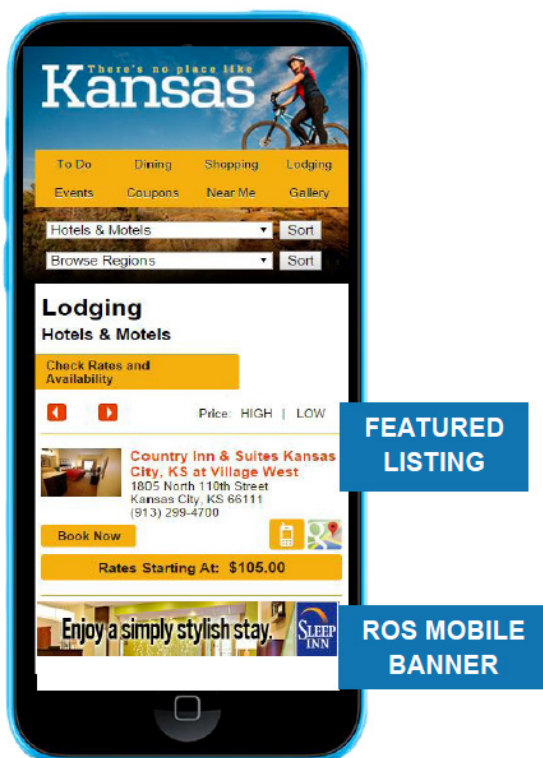 There's no place like
Kansas
To Do Dining Shopping Lodging
Events Coupons Near Me Gallery
Hotels & Motels Sort
Browse Regions Sort
Lodging
Hotels & Motels
Check Rates and
Availability
Price: HIGH | LOW
FEATURED
LISTING
Country Inn & Suites Kansas
City, KS at Village West
1805 North 110th Street
Kansas City, KS 66111
(913) 299-4700
Book Now
Rates Starting At: $105.00
Enjoy a simply stylish stay.
SLEEP
INN
ROS MOBILE
BANNER